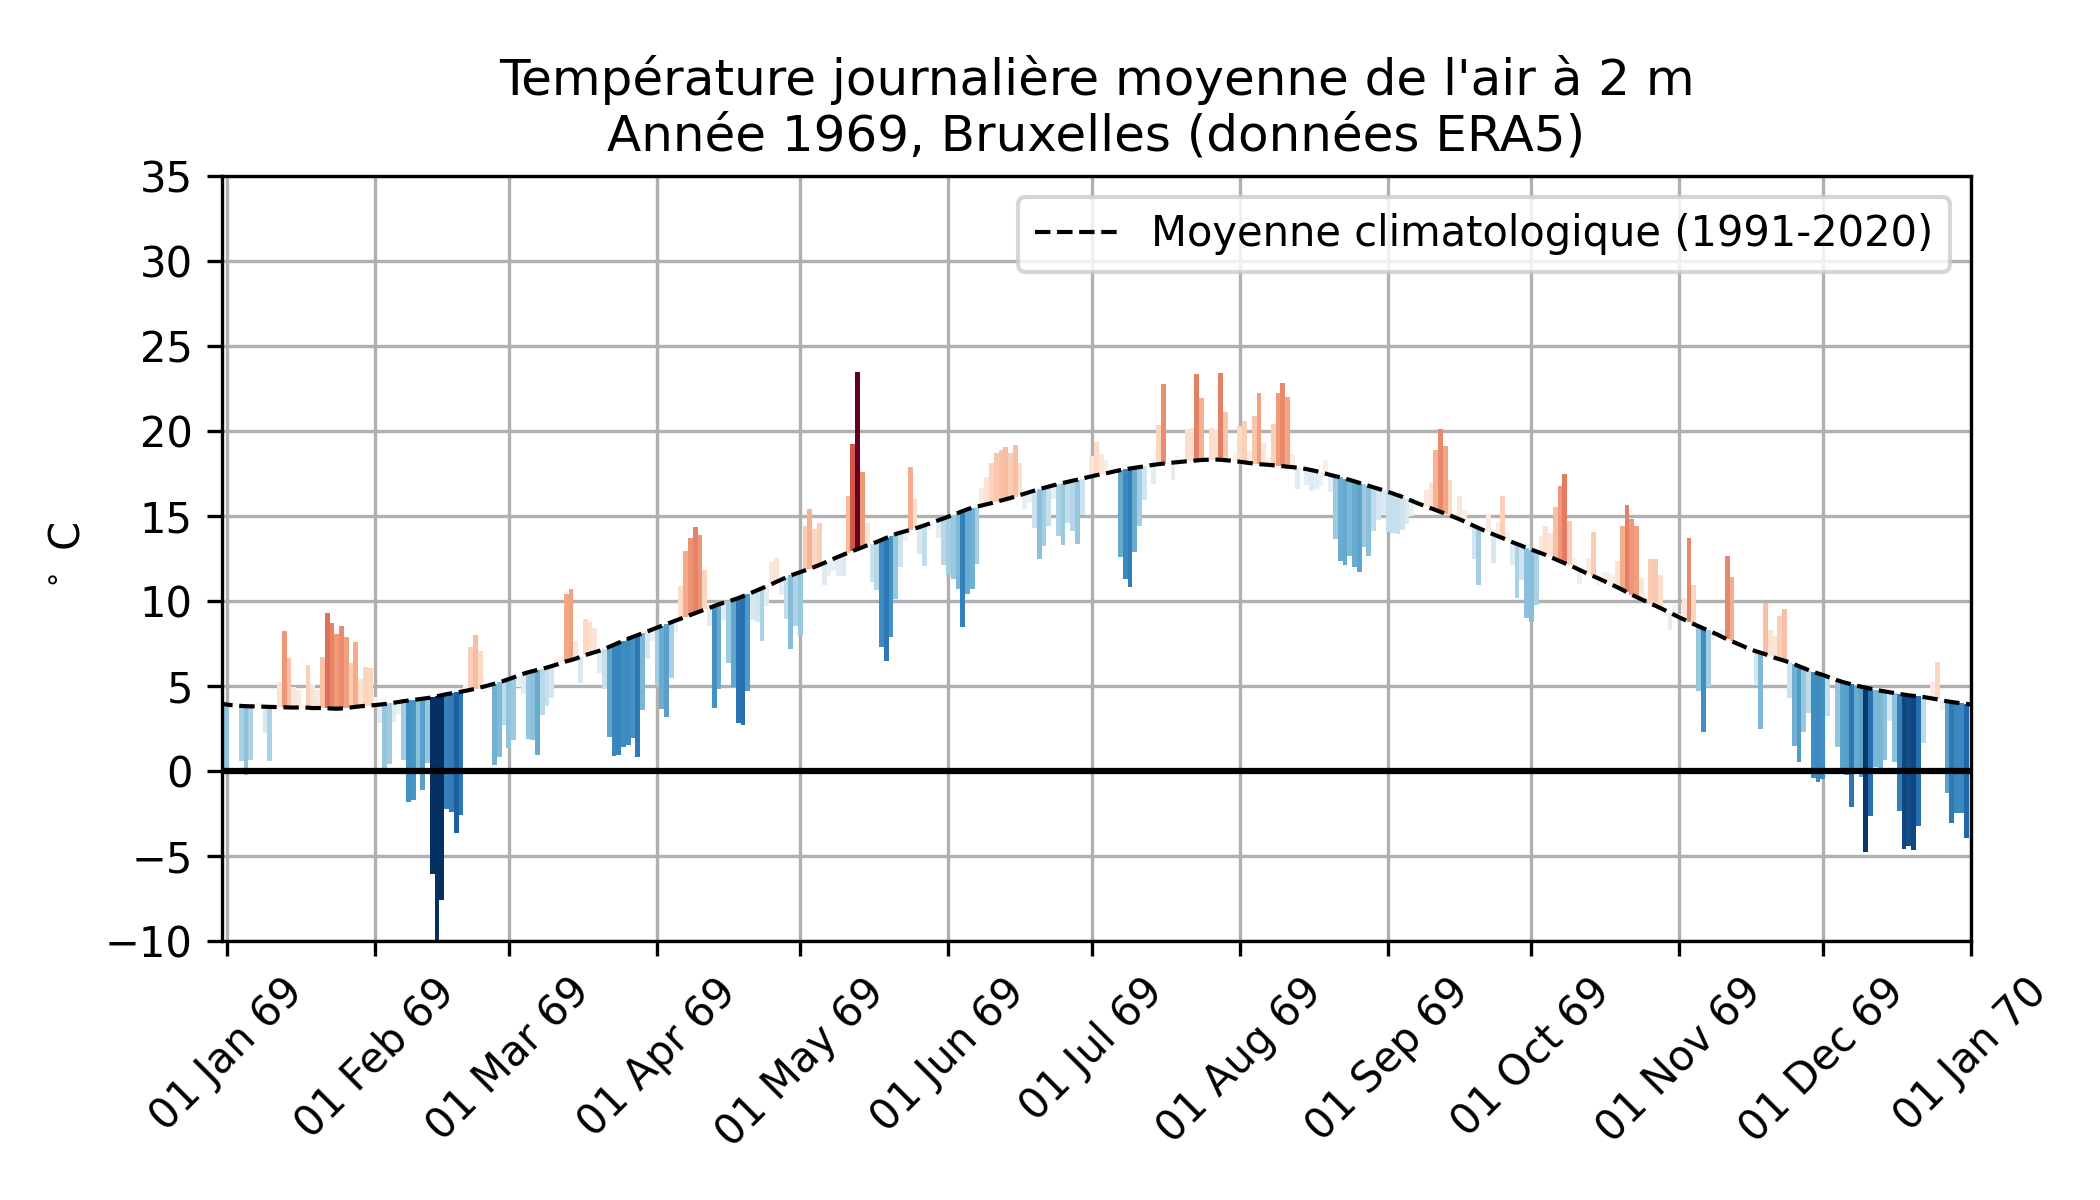 Température journalière moyenne de l'air à 2 m
Année 1969, Bruxelles (données ERA5)
Moyenne climatologique (1991-2020)
° C
35
30
25
20
15
10
5
0
−5
−10
01 Jan 69
01 Feb 69
01 Mar 69
01 Apr 69
01 May 69
01 Jun 69
01 Jul 69
01 Aug 69
01 Sep 69
01 Oct 69
01 Nov 69
01 Dec 69
01 Jan 70